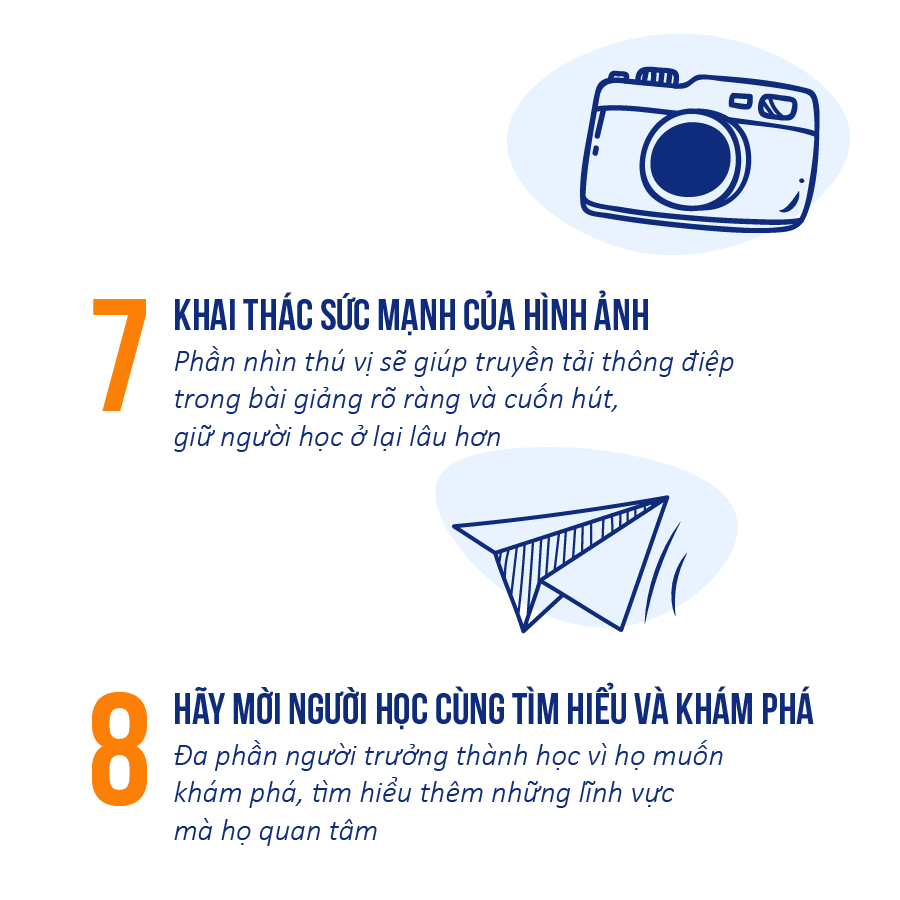 7
KHAI THÁC SỨC MẠNH CỦA HÌNH ẢNH
Phần nhìn thú vị sẽ giúp truyền tải thông điệp
trong bài giảng rõ ràng và cuốn hút,
giữ người học ở lại lâu hơn
8
HÃY MỜI NGƯỜI HỌC CÙNG TÌM HIỂU VÀ KHÁM PHÁ
Đa phần người trưởng thành học vì họ muốn
khám phá, tìm hiểu thêm những lĩnh vực
mà họ quan tâm